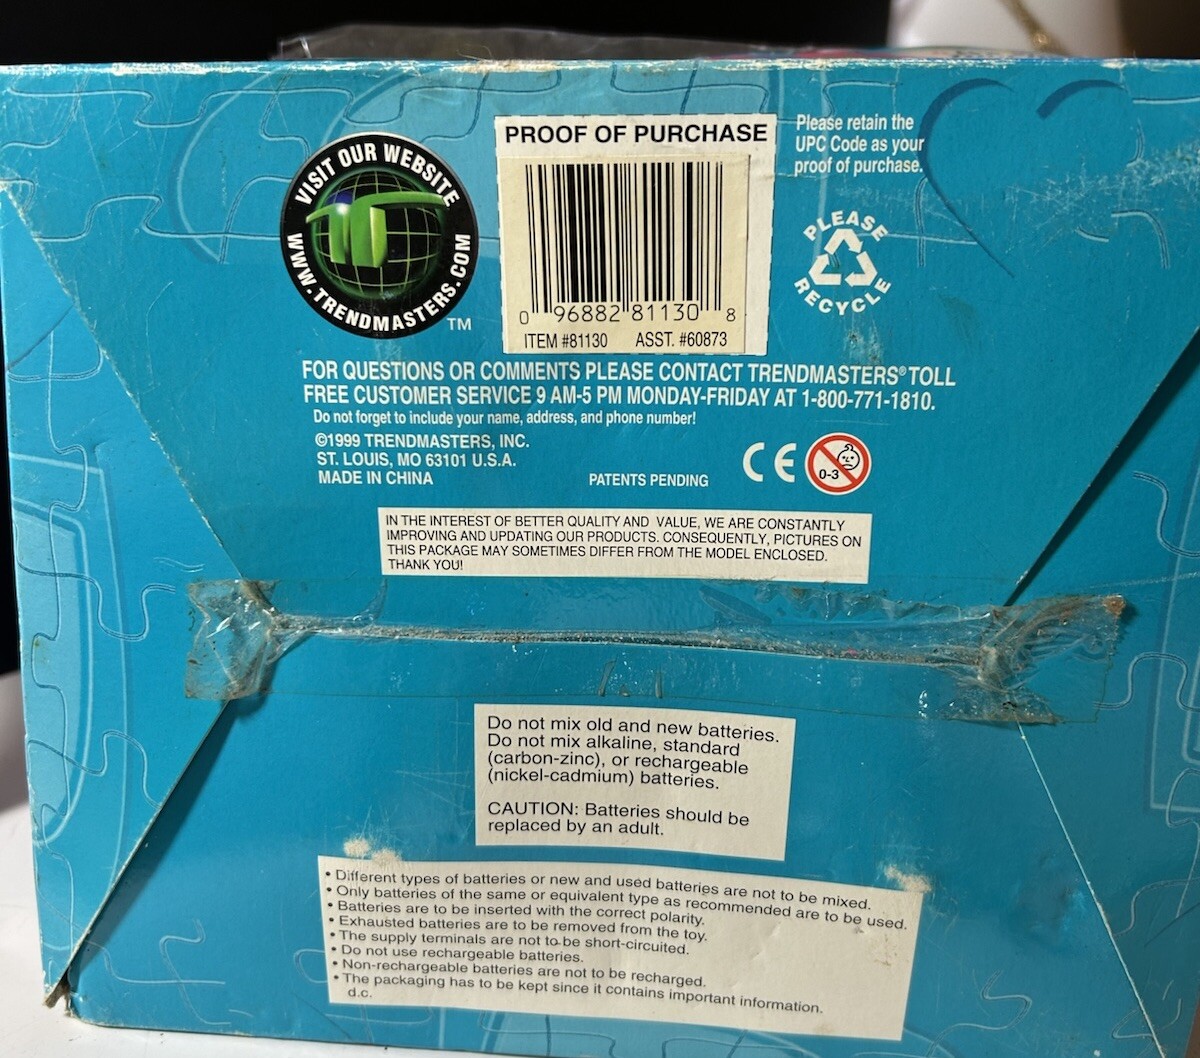 VISIT OUR WEBSITE
WWW.TRENDMASTERS.COM
TM
PROOF OF PURCHASE
0 96882 81130 8
ITEM #81130 ASST. #60873
Please retain the
UPC Code as your
proof of purchase.
PLEASE
RECYCLE
FOR QUESTIONS OR COMMENTS PLEASE CONTACT TRENDMASTERS® TOLL
FREE CUSTOMER SERVICE 9 AM-5 PM MONDAY-FRIDAY AT 1-800-771-1810.
Do not forget to include your name, address, and phone number!
©1999 TRENDMASTERS, INC.
ST. LOUIS, MO 63101 U.S.A.
MADE IN CHINA
PATENTS PENDING
CE
0-3
IN THE INTEREST OF BETTER QUALITY AND VALUE, WE ARE CONSTANTLY
IMPROVING AND UPDATING OUR PRODUCTS. CONSEQUENTLY, PICTURES ON
THIS PACKAGE MAY SOMETIMES DIFFER FROM THE MODEL ENCLOSED.
THANK YOU!
Do not mix old and new batteries.
Do not mix alkaline, standard
(carbon-zinc), or rechargeable
(nickel-cadmium) batteries.
CAUTION: Batteries should be
replaced by an adult.
• Different types of batteries or new and used batteries are not to be mixed.
• Only batteries of the same or equivalent type as recommended are to be used.
• Batteries are to be inserted with the correct polarity.
• Exhausted batteries are to be removed from the toy.
• The supply terminals are not to be short-circuited.
• Do not use rechargeable batteries.
• Non-rechargeable batteries are not to be recharged.
• The packaging has to be kept since it contains important information.
d.c.